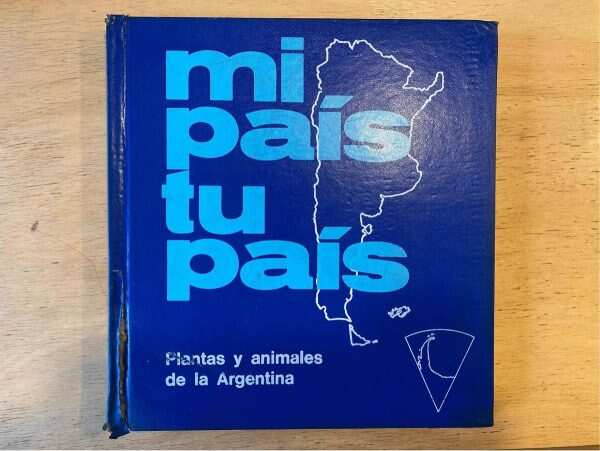 mi
país
tu
país
Plantas y animales
de la Argentina